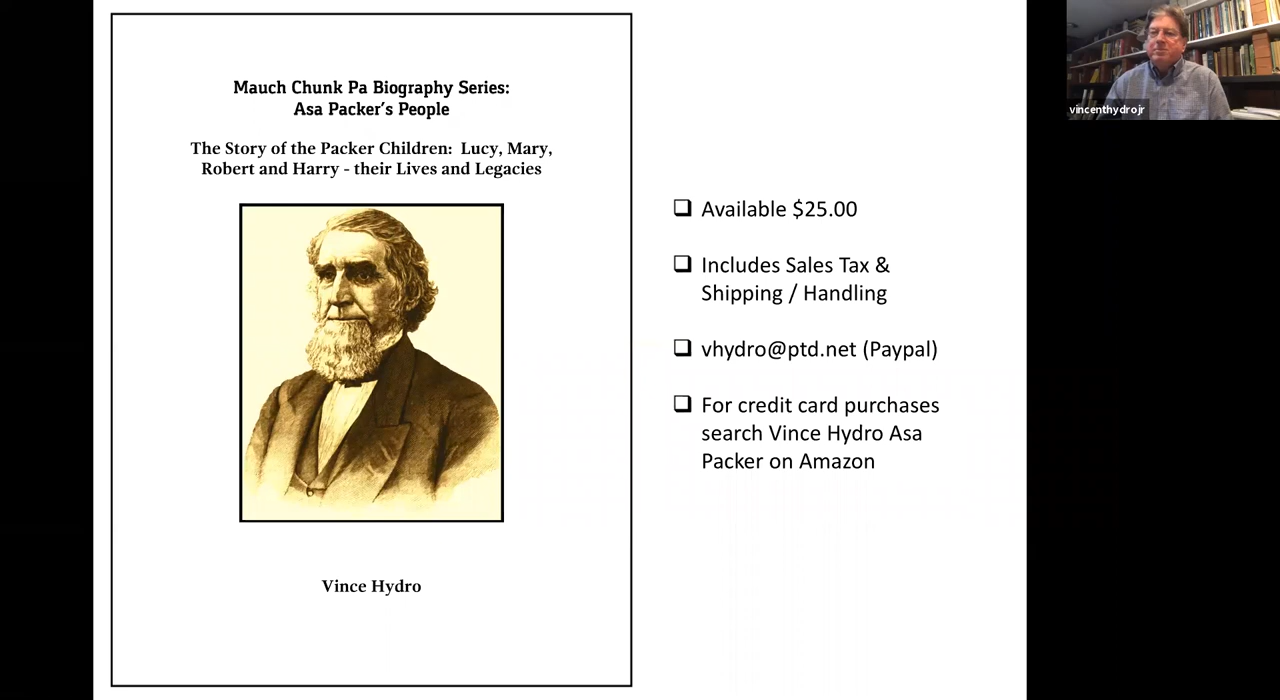 Mauch Chunk Pa Biography Series:
Asa Packer's People
The Story of the Packer Children: Lucy, Mary,
Robert and Harry - their Lives and Legacies
Vince Hydro
❑ Available $25.00
❑ Includes Sales Tax &
Shipping / Handling
❑ vhydro@ptd.net (Paypal)
❑ For credit card purchases
search Vince Hydro Asa
Packer on Amazon
vincenthydrojr